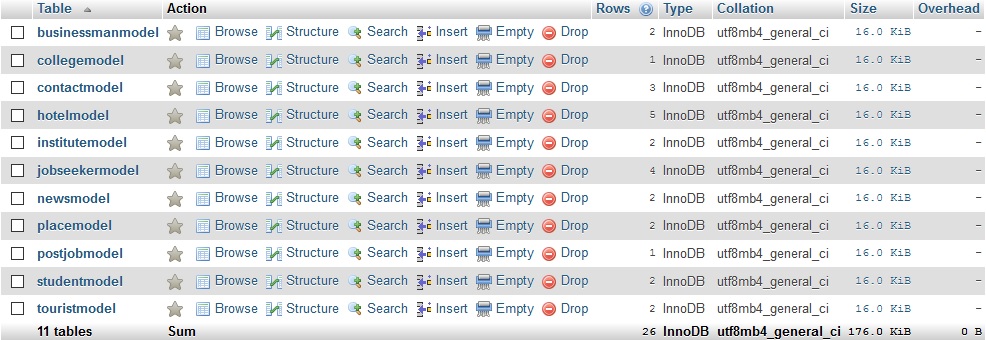 Table Action Rows Type Collation Size Overhead
businessmanmodel Browse Structure Search Insert Empty Drop 2 InnoDB utf8mb4_general_ci 16.0 KiB -
collegemodel Browse Structure Search Insert Empty Drop 1 InnoDB utf8mb4_general_ci 16.0 KiB -
contactmodel Browse Structure Search Insert Empty Drop 3 InnoDB utf8mb4_general_ci 16.0 KiB -
hotelmodel Browse Structure Search Insert Empty Drop 5 InnoDB utf8mb4_general_ci 16.0 KiB -
institutemodel Browse Structure Search Insert Empty Drop 2 InnoDB utf8mb4_general_ci 16.0 KiB -
jobseekermodel Browse Structure Search Insert Empty Drop 4 InnoDB utf8mb4_general_ci 16.0 KiB -
newsmodel Browse Structure Search Insert Empty Drop 2 InnoDB utf8mb4_general_ci 16.0 KiB -
placemodel Browse Structure Search Insert Empty Drop 2 InnoDB utf8mb4_general_ci 16.0 KiB -
postjobmodel Browse Structure Search Insert Empty Drop 1 InnoDB utf8mb4_general_ci 16.0 KiB -
studentmodel Browse Structure Search Insert Empty Drop 2 InnoDB utf8mb4_general_ci 16.0 KiB -
touristmodel Browse Structure Search Insert Empty Drop 2 InnoDB utf8mb4_general_ci 16.0 KiB -
11 tables Sum 26 InnoDB utf8mb4_general_ci 176.0 KiB 0 B